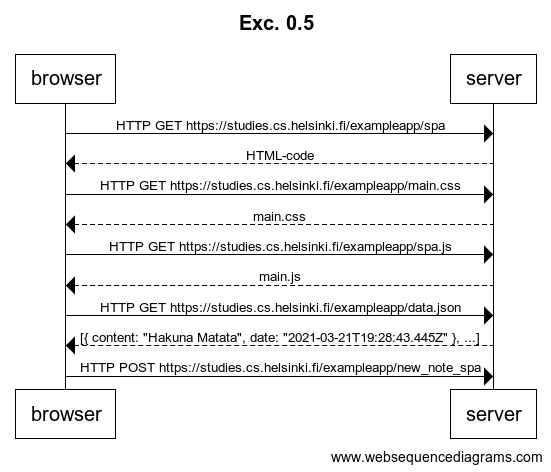 Exc. 0.5
browser
server
HTTP GET https://studies.cs.helsinki.fi/exampleapp/spa
HTML-code
HTTP GET https://studies.cs.helsinki.fi/exampleapp/main.css
main.css
HTTP GET https://studies.cs.helsinki.fi/exampleapp/spa.js
main.js
HTTP GET https://studies.cs.helsinki.fi/exampleapp/data.json
[{ content: "Hakuna Matata", date: "2021-03-21T19:28:43.445Z" }, ...]
HTTP POST https://studies.cs.helsinki.fi/exampleapp/new_note_spa
browser
server
www.websequencediagrams.com